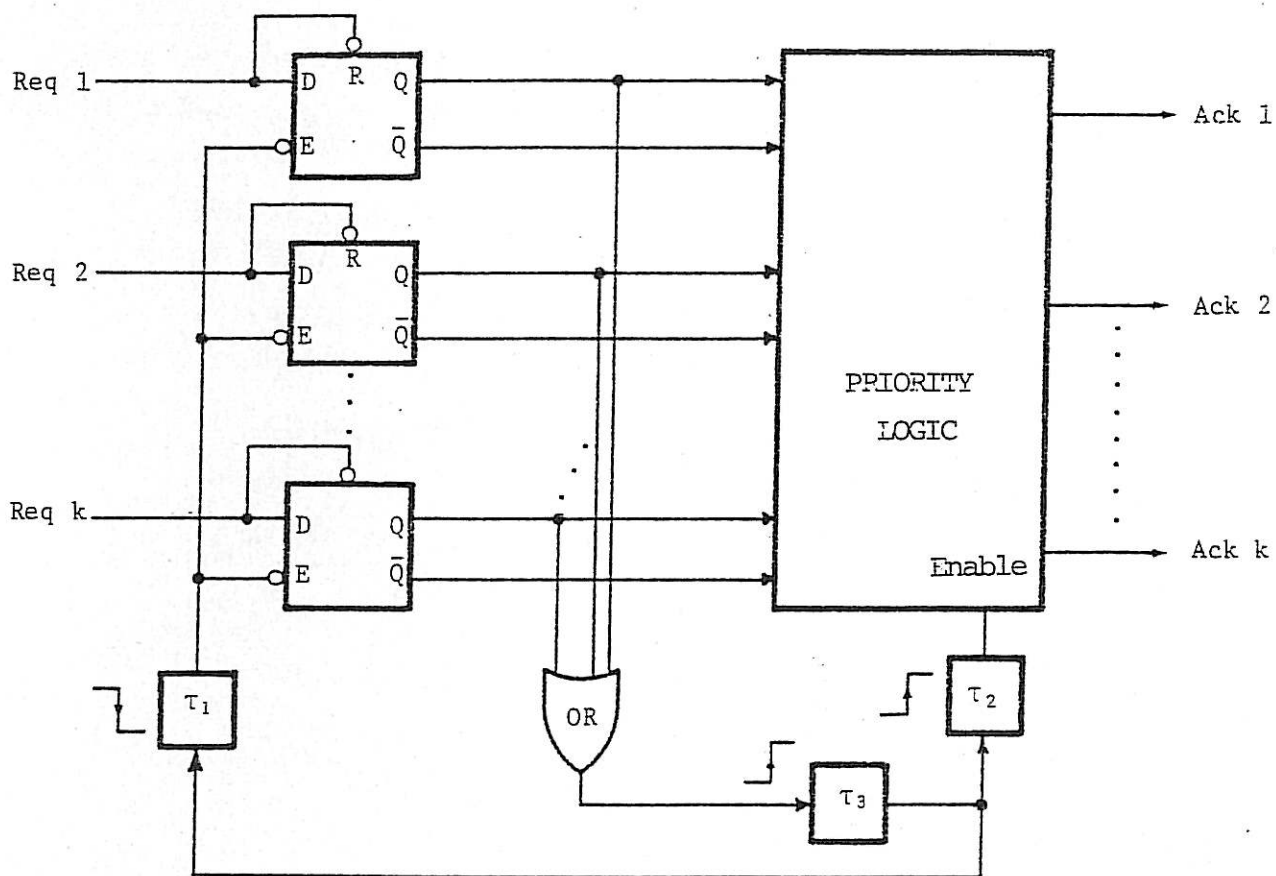 Req 1
D
R
Q
E
Q̄
Ack 1
Req 2
D
R
Q
E
Q̄
Ack 2
PRIORITY
LOGIC
Req k
D
Q
E
Q̄
Enable
Ack k
τ1
OR
τ2
τ3